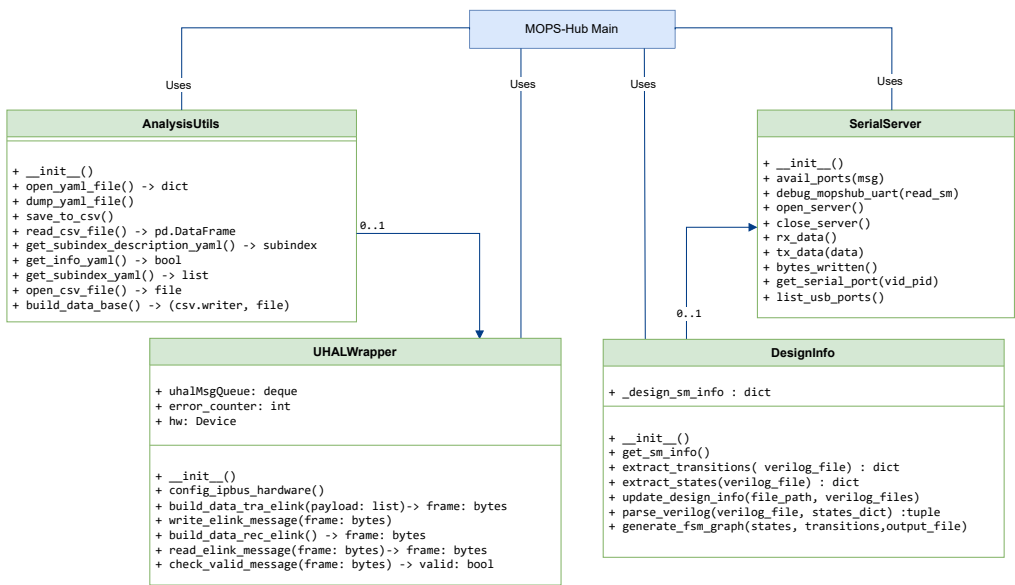 MOPS-Hub Main
Uses
Uses
Uses
Uses
AnalysisUtils
+ __init__()
+ open_yaml_file() -> dict
+ dump_yaml_file()
+ save_to_csv()
+ read_csv_file() -> pd.DataFrame
+ get_subindex_description_yaml() -> subindex
+ get_info_yaml() -> bool
+ get_subindex_yaml() -> list
+ open_csv_file() -> file
+ build_data_base() -> (csv.writer, file)
0..1
SerialServer
+ __init__()
+ avail_ports(msg)
+ debug_mopshub_uart(read_sm)
+ open_server()
+ close_server()
+ rx_data()
+ tx_data(data)
+ bytes_written()
+ get_serial_port(vid_pid)
+ list_usb_ports()
0..1
UHALWrapper
+ uhalMsgQueue: deque
+ error_counter: int
+ hw: Device
+ __init__()
+ config_ipbus_hardware()
+ build_data_tra_elink(payload: list)-> frame: bytes
+ write_elink_message(frame: bytes)
+ build_data_rec_elink() -> frame: bytes
+ read_elink_message(frame: bytes)-> frame: bytes
+ check_valid_message(frame: bytes) -> valid: bool
DesignInfo
+ _design_sm_info : dict
+ __init__()
+ get_sm_info()
+ extract_transitions( verilog_file) : dict
+ extract_states(verilog_file) : dict
+ update_design_info(file_path, verilog_files)
+ parse_verilog(verilog_file, states_dict) :tuple
+ generate_fsm_graph(states, transitions,output_file)